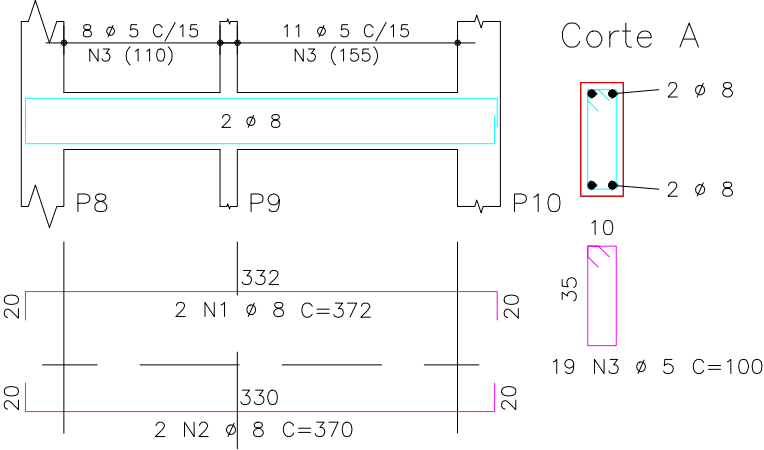 8 ø 5 C/15
N3 (110)
11 ø 5 C/15
N3 (155)
Corte A
2 ø 8
2 ø 8
2 ø 8
P8
P9
P10
10
35
19 N3 ø 5 C=100
332
20
20
2 N1 ø 8 C=372
330
20
20
2 N2 ø 8 C=370